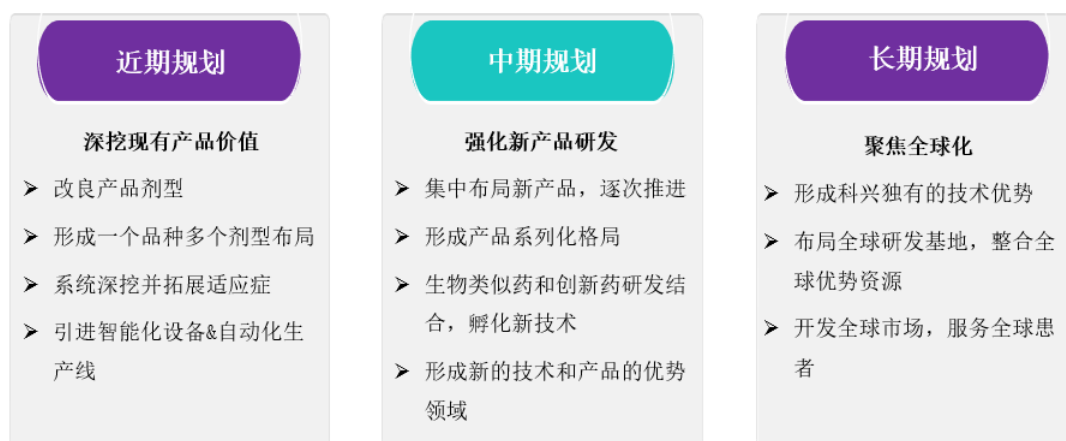 近期规划
深挖现有产品价值
改良产品剂型
形成一个品种多个剂型布局
系统深挖并拓展适应症
引进智能化设备&自动化生
产线
中期规划
强化新产品研发
集中布局新产品，逐次推进
形成产品系列化格局
生物类似药和创新药研发结
合，孵化新技术
形成新的技术和产品的优势
领域
长期规划
聚焦全球化
形成科兴独有的技术优势
布局全球研发基地，整合全
球优势资源
开发全球市场，服务全球患
者